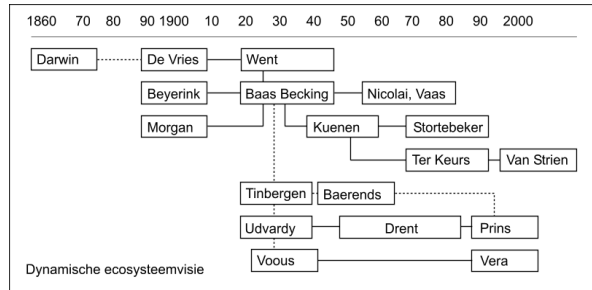 1860 70 80 90 1900 10 20 30 40 50 60 70 80 90 2000
Darwin De Vries Went
Beyerink Baas Becking Nicolai, Vaas
Morgan Kuenen Stortebeker
Ter Keurs Van Strien
Tinbergen Baerends
Udvardy Drent Prins
Voous Vera
Dynamische ecosysteemvisie